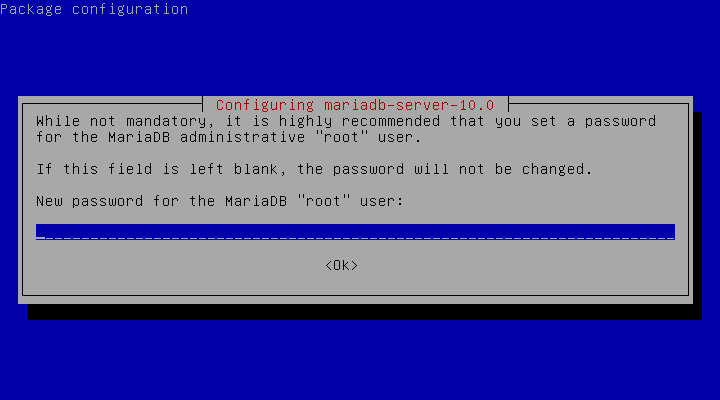 Package configuration
Configuring mariadb-server-10.0
While not mandatory, it is highly recommended that you set a password
for the MariaDB administrative "root" user.
If this field is left blank, the password will not be changed.
New password for the MariaDB "root" user:
<Ok>